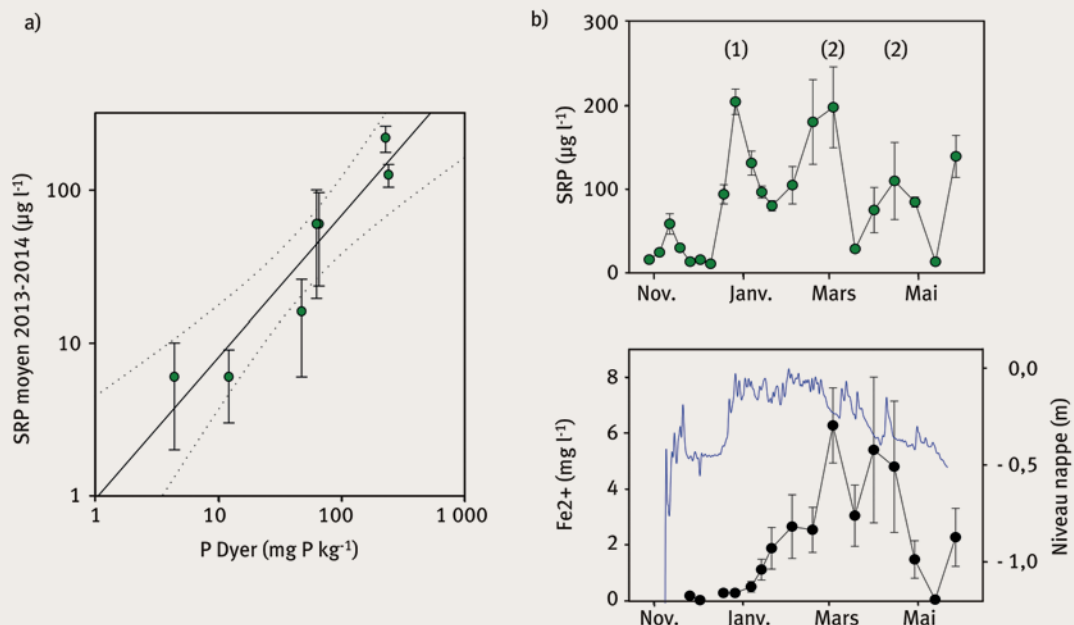 a)
SRP moyen 2013-2014 (µg l⁻¹)
100
10
1
1 10 100 1 000
P Dyer (mg P kg⁻¹)
b)
SRP (µg l⁻¹)
300
200
100
0
(1) (2) (2)
Nov. Janv. Mars Mai
Fe2+ (mg l⁻¹)
8
6
4
2
0
0,0
- 0,5
- 1,0
Niveau nappe (m)
Nov. Janv. Mars Mai